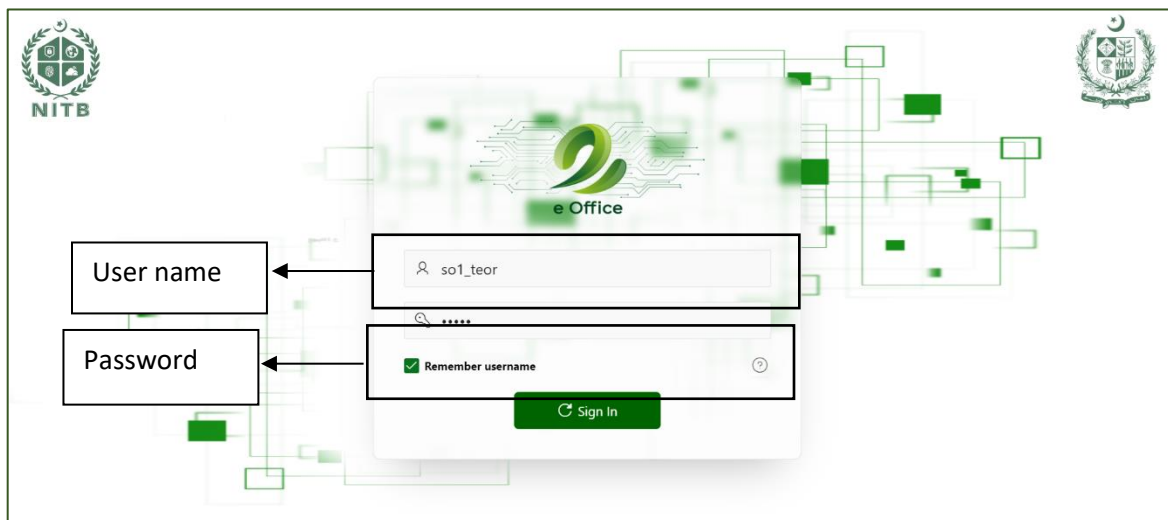 NITB
e Office
User name
so1_teor
•••••
Password
Remember username
Sign In